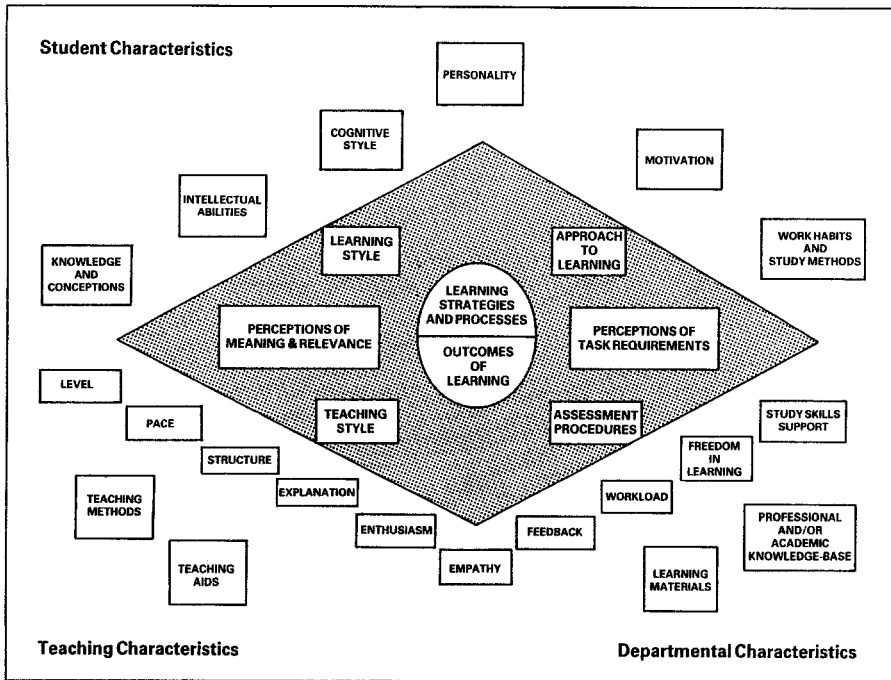 Student Characteristics
PERSONALITY
COGNITIVE
STYLE
MOTIVATION
INTELLECTUAL
ABILITIES
LEARNING
STYLE
APPROACH
TO
LEARNING
WORK HABITS
AND
STUDY METHODS
KNOWLEDGE
AND
CONCEPTIONS
LEARNING
STRATEGIES
AND PROCESSES
PERCEPTIONS OF
MEANING & RELEVANCE
PERCEPTIONS OF
TASK REQUIREMENTS
OUTCOMES
OF
LEARNING
LEVEL
PACE
STRUCTURE
EXPLANATION
ENTHUSIASM
EMPATHY
TEACHING
STYLE
ASSESSMENT
PROCEDURES
FEEDBACK
WORKLOAD
FREEDOM
IN
LEARNING
STUDY SKILLS
SUPPORT
TEACHING
METHODS
TEACHING
AIDS
LEARNING
MATERIALS
PROFESSIONAL
AND/OR
ACADEMIC
KNOWLEDGE-BASE
Teaching Characteristics
Departmental Characteristics